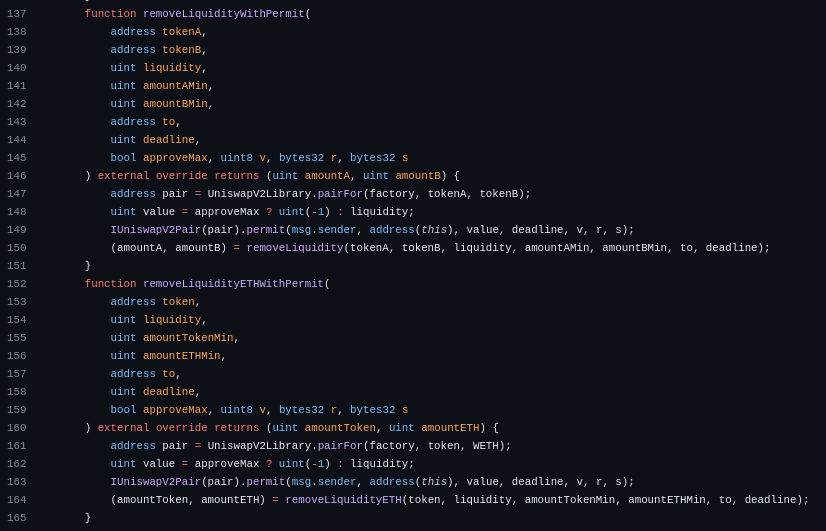 137 function removeLiquidityWithPermit(
138 address tokenA,
139 address tokenB,
140 uint liquidity,
141 uint amountAMin,
142 uint amountBMin,
143 address to,
144 uint deadline,
145 bool approveMax, uint8 v, bytes32 r, bytes32 s
146 ) external override returns (uint amountA, uint amountB) {
147 address pair = UniswapV2Library.pairFor(factory, tokenA, tokenB);
148 uint value = approveMax ? uint(-1) : liquidity;
149 IUniswapV2Pair(pair).permit(msg.sender, address(this), value, deadline, v, r, s);
150 (amountA, amountB) = removeLiquidity(tokenA, tokenB, liquidity, amountAMin, amountBMin, to, deadline);
151 }
152 function removeLiquidityETHWithPermit(
153 address token,
154 uint liquidity,
155 uint amountTokenMin,
156 uint amountETHMin,
157 address to,
158 uint deadline,
159 bool approveMax, uint8 v, bytes32 r, bytes32 s
160 ) external override returns (uint amountToken, uint amountETH) {
161 address pair = UniswapV2Library.pairFor(factory, token, WETH);
162 uint value = approveMax ? uint(-1) : liquidity;
163 IUniswapV2Pair(pair).permit(msg.sender, address(this), value, deadline, v, r, s);
164 (amountToken, amountETH) = removeLiquidityETH(token, liquidity, amountTokenMin, amountETHMin, to, deadline);
165 }